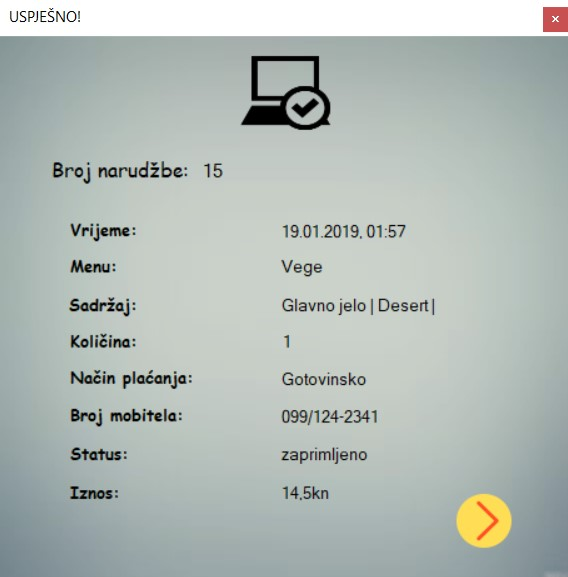 USPJEŠNO!
Broj narudžbe: 15
Vrijeme: 19.01.2019, 01:57
Menu: Vege
Sadržaj: Glavno jelo | Desert |
Količina: 1
Način plaćanja: Gotovinsko
Broj mobitela: 099/124-2341
Status: zaprimljeno
Iznos: 14,5kn